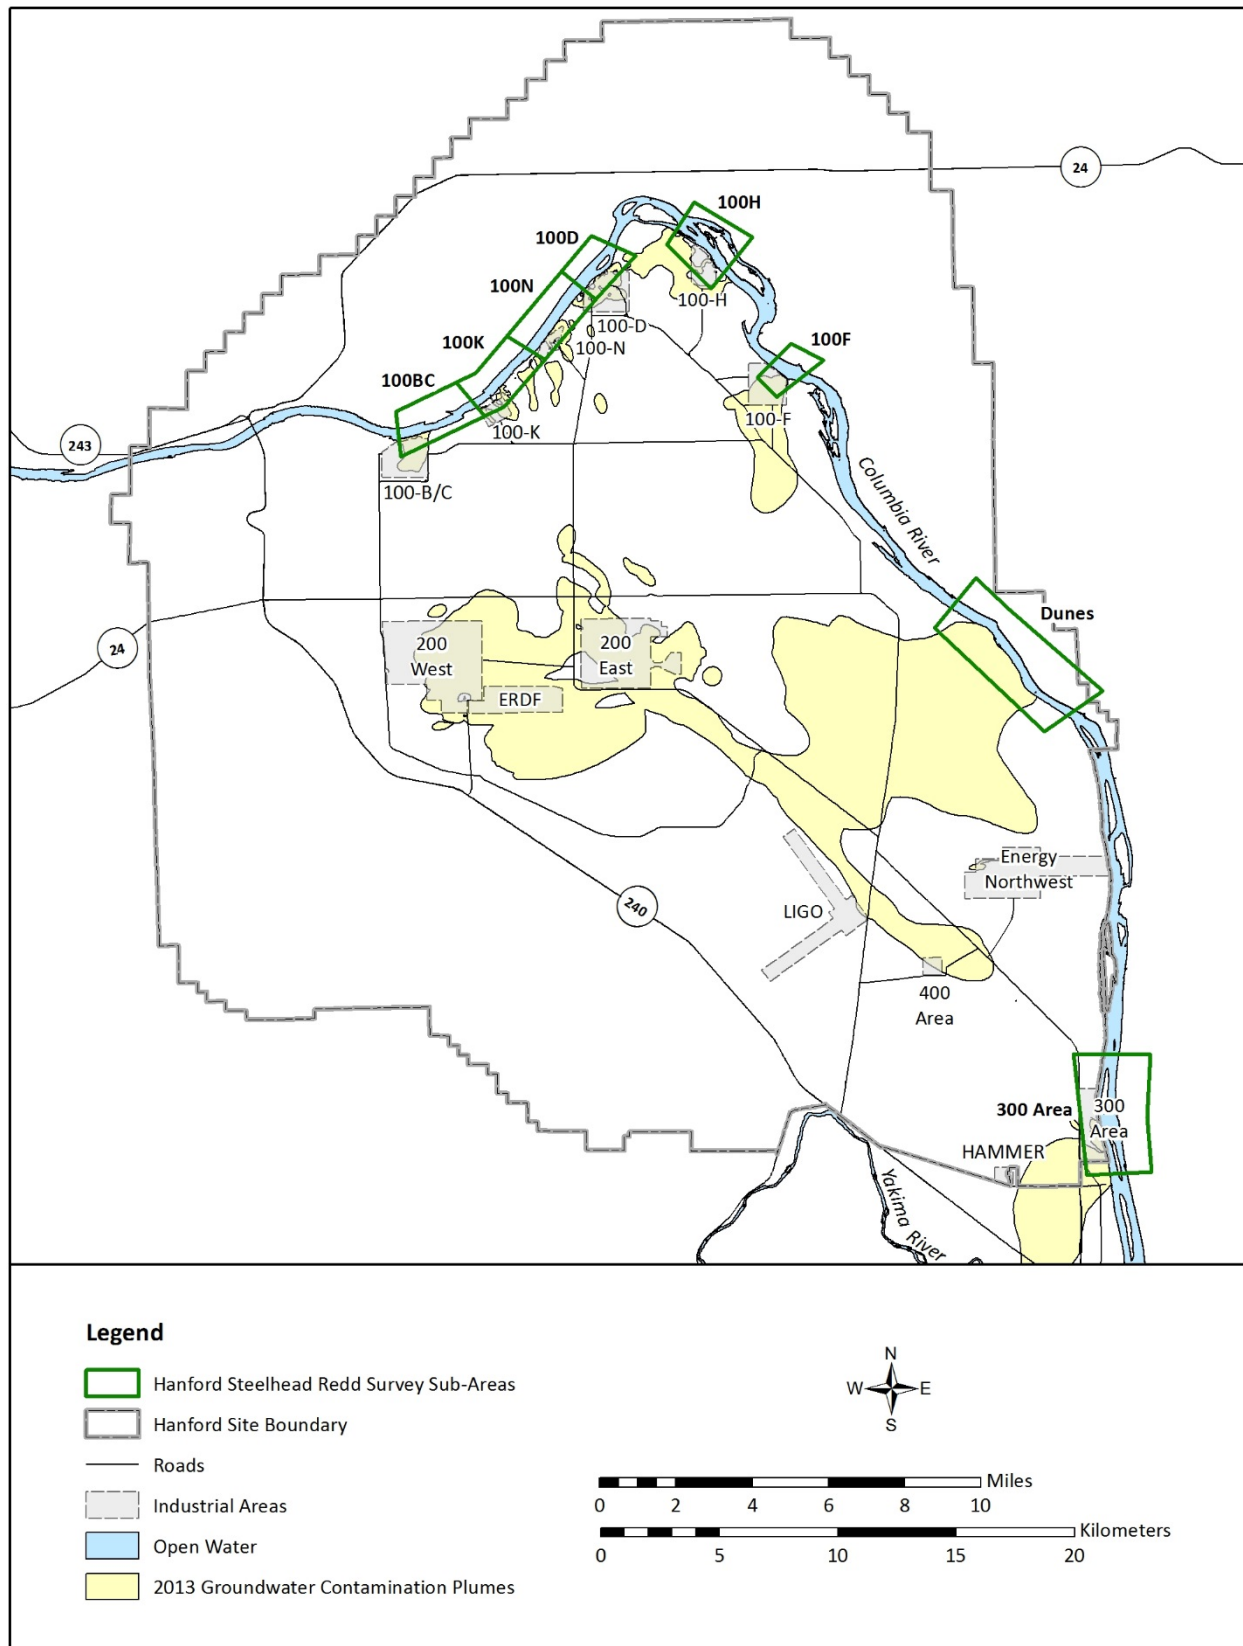 24
100H
100D
100N
100-H
100-D
100F
100K
100-N
100BC
100-F
100-K
243
100-B/C
Columbia River
Dunes
24
200
West
200
East
ERDF
Energy
Northwest
LIGO
240
400
Area
300 Area
300
Area
HAMMER
Yakima River
Legend
Hanford Steelhead Redd Survey Sub-Areas
Hanford Site Boundary
Roads
Industrial Areas
Open Water
2013 Groundwater Contamination Plumes
N
W E
S
Miles
0 2 4 6 8 10
Kilometers
0 5 10 15 20